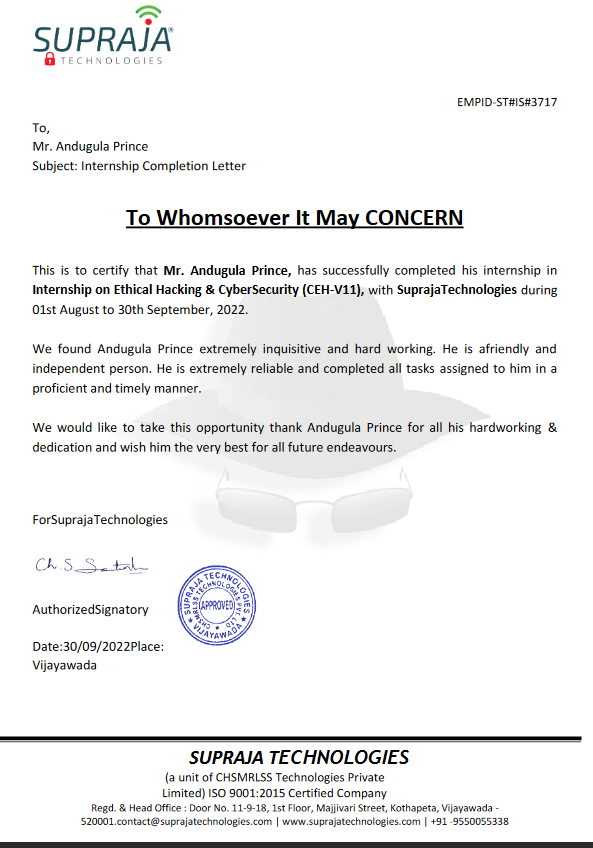 SUPRAJA®
TECHNOLOGIES
EMPID-ST#IS#3717
To,
Mr. Andugula Prince
Subject: Internship Completion Letter
To Whomsoever It May CONCERN
This is to certify that Mr. Andugula Prince, has successfully completed his internship in
Internship on Ethical Hacking & CyberSecurity (CEH-V11), with SuprajaTechnologies during
01st August to 30th September, 2022.
We found Andugula Prince extremely inquisitive and hard working. He is afriendly and
independent person. He is extremely reliable and completed all tasks assigned to him in a
proficient and timely manner.
We would like to take this opportunity thank Andugula Prince for all his hardworking &
dedication and wish him the very best for all future endeavours.
ForSuprajaTechnologies
Ch. S. Satish
SUPRAJA TECHNOLOGIES
CHSMRLSS TECHNOLOGIES PVT LTD
(APPROVED)
VIJAYAWADA
AuthorizedSignatory
Date:30/09/2022Place:
Vijayawada
SUPRAJA TECHNOLOGIES
(a unit of CHSMRLSS Technologies Private
Limited) ISO 9001:2015 Certified Company
Regd. & Head Office : Door No. 11-9-18, 1st Floor, Majjivari Street, Kothapeta, Vijayawada -
520001.contact@suprajatechnologies.com | www.suprajatechnologies.com | +91 -9550055338